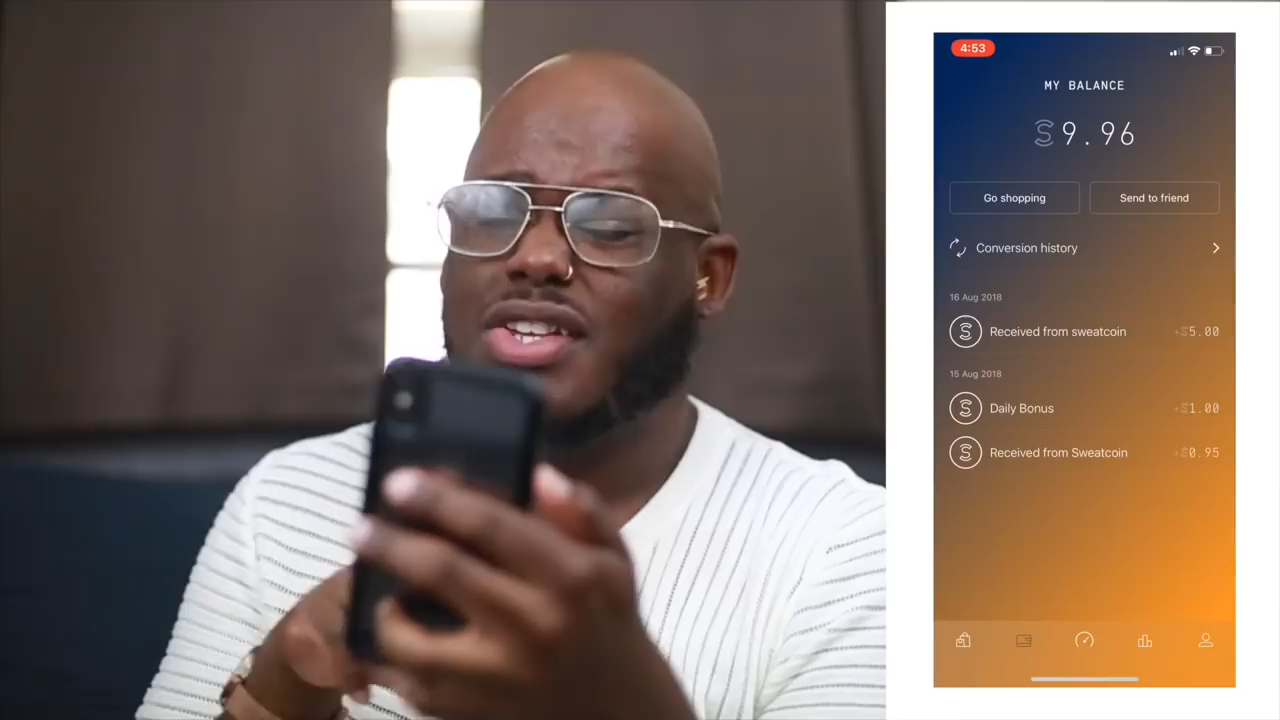 4:53
MY BALANCE
9.96
Go shopping
Send to friend
Conversion history
16 Aug 2018
Received from sweatcoin
+5.00
15 Aug 2018
Daily Bonus
+1.00
Received from Sweatcoin
+0.95